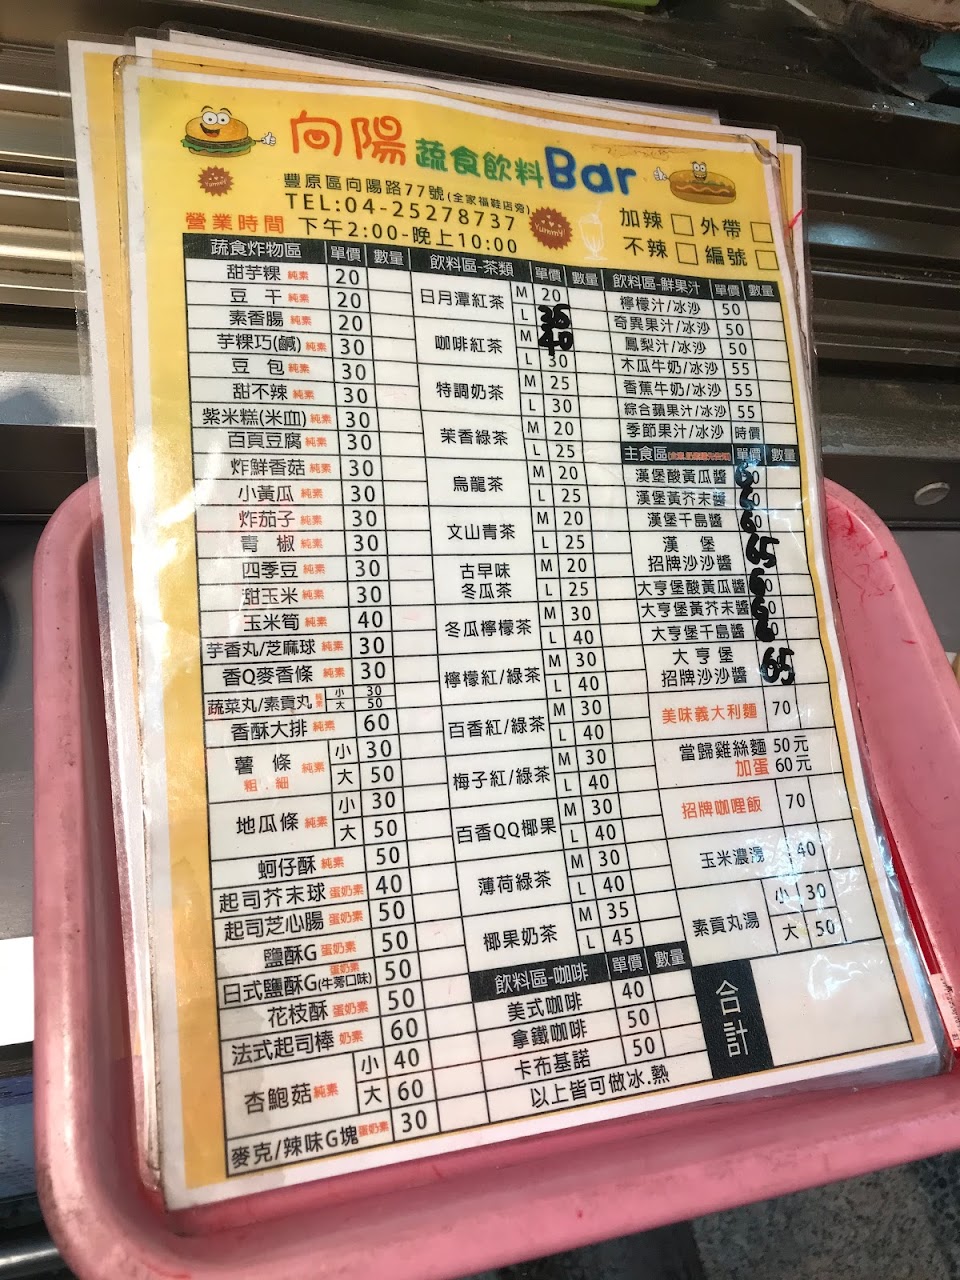 向陽 蔬食飲料Bar
豐原區向陽路77號(全家福鞋店旁)
TEL:04-25278737
營業時間 下午2:00-晚上10:00
Yummy!
加辣 □ 外帶 □
不辣 □ 編號 □
蔬食炸物區 單價 數量
甜芋粿 純素 20
豆干 純素 20
素香腸 純素 20
芋粿巧(鹹) 純素 30
豆包 純素 30
甜不辣 純素 30
紫米糕(米血) 純素 30
百頁豆腐 純素 30
炸鮮香菇 純素 30
小黃瓜 純素 30
炸茄子 純素 30
青椒 純素 30
四季豆 純素 30
甜玉米 純素 30
玉米筍 純素 40
芋香丸/芝麻球 純素 30
香Q麥香條 純素 30
蔬菜丸/素貢丸 純素 小 30
大 50
香酥大排 純素 60
薯條 純素 小 30
粗.細 大 50
地瓜條 純素 小 30
大 50
蚵仔酥 純素 50
起司芥末球 蛋奶素 40
起司芝心腸 蛋奶素 50
鹽酥G 蛋奶素 50
日式鹽酥G(牛蒡口味) 蛋奶素 50
花枝酥 蛋奶素 50
法式起司棒 奶素 60
杏鮑菇 純素 小 40
大 60
麥克/辣味G塊 蛋奶素 30
飲料區-茶類 單價 數量
日月潭紅茶 M 20
L
咖啡紅茶 M 40
L 30
特調奶茶 M 25
L 30
茉香綠茶 M 20
L 25
烏龍茶 M 20
L 25
文山青茶 M 20
L 25
古早味 M 20
冬瓜茶 L 25
冬瓜檸檬茶 M 30
L 40
檸檬紅/綠茶 M 30
L 40
百香紅/綠茶 M 30
L 40
梅子紅/綠茶 M 30
L 40
百香QQ椰果 M 30
L 40
薄荷綠茶 M 30
L 40
椰果奶茶 M 35
L 45
飲料區-咖啡 單價 數量
美式咖啡 40
拿鐵咖啡 50
卡布基諾 50
以上皆可做冰.熱
飲料區-鮮果汁 單價 數量
檸檬汁/冰沙 50
奇異果汁/冰沙 50
鳳梨汁/冰沙 50
木瓜牛奶/冰沙 55
香蕉牛奶/冰沙 55
綜合蘋果汁/冰沙 55
季節果汁/冰沙 時價
主食區 單價 數量
漢堡酸黃瓜醬
漢堡黃芥末醬
漢堡千島醬
漢堡
招牌沙沙醬 65
大亨堡酸黃瓜醬
大亨堡黃芥末醬
大亨堡千島醬
大亨堡
招牌沙沙醬 65
美味義大利麵 70
當歸雞絲麵 50元
加蛋 60元
招牌咖哩飯 70
玉米濃湯 40
素貢丸湯 小 30
大 50
合計